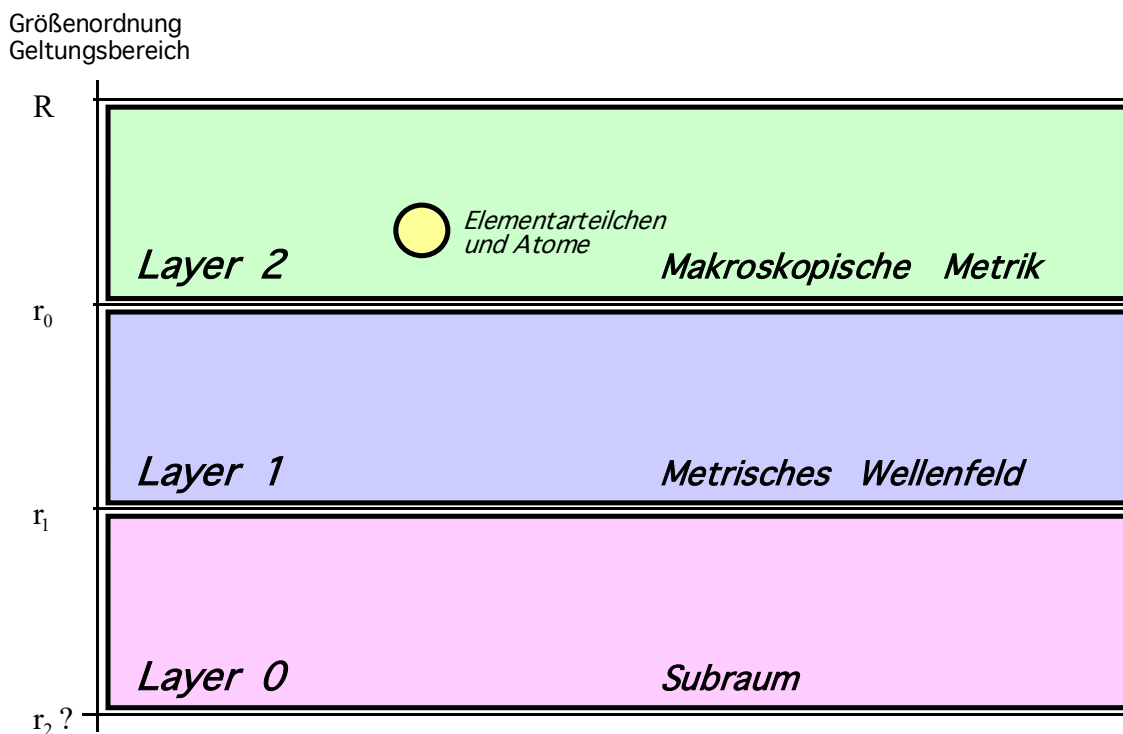 Größenordnung
Geltungsbereich
R
Elementarteilchen
und Atome
Layer 2 Makroskopische Metrik
r₀
Layer 1 Metrisches Wellenfeld
r₁
Layer 0 Subraum
r₂ ?